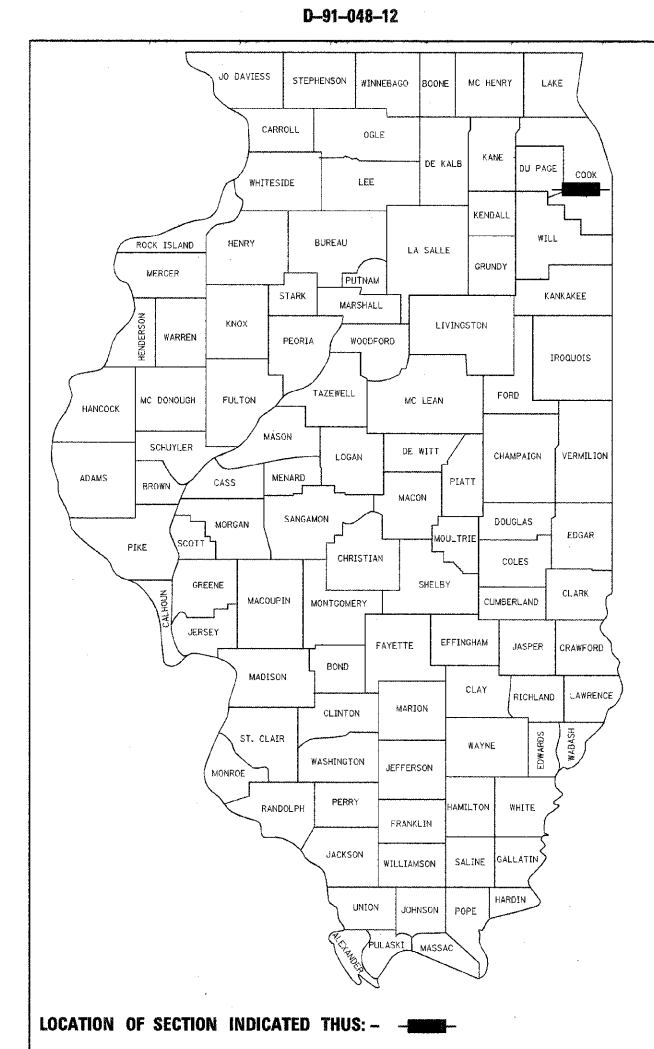 D-91-048-12
JO DAVIESS STEPHENSON WINNEBAGO BOONE MC HENRY LAKE
CARROLL OGLE DE KALB KANE DU PAGE COOK
WHITESIDE LEE
KENDALL
ROCK ISLAND HENRY BUREAU LA SALLE WILL
GRUNDY
MERCER PUTNAM
STARK MARSHALL KANKAKEE
HENDERSON WARREN KNOX PEORIA WOODFORD LIVINGSTON IROQUOIS
HANCOCK MC DONOUGH FULTON TAZEWELL MC LEAN FORD
MASON
SCHUYLER LOGAN DE WITT CHAMPAIGN VERMILION
ADAMS BROWN CASS MENARD PIATT
MACON
PIKE SCOTT MORGAN SANGAMON MOULTRIE DOUGLAS EDGAR
CHRISTIAN COLES
CALHOUN GREENE MACOUPIN MONTGOMERY SHELBY CUMBERLAND CLARK
JERSEY
FAYETTE EFFINGHAM JASPER CRAWFORD
MADISON BOND
CLAY RICHLAND LAWRENCE
CLINTON MARION
ST. CLAIR WAYNE EDWARDS WABASH
MONROE WASHINGTON JEFFERSON
RANDOLPH PERRY HAMILTON WHITE
FRANKLIN
JACKSON WILLIAMSON SALINE GALLATIN
UNION JOHNSON POPE HARDIN
ALEXANDER PULASKI MASSAC
LOCATION OF SECTION INDICATED THUS: -